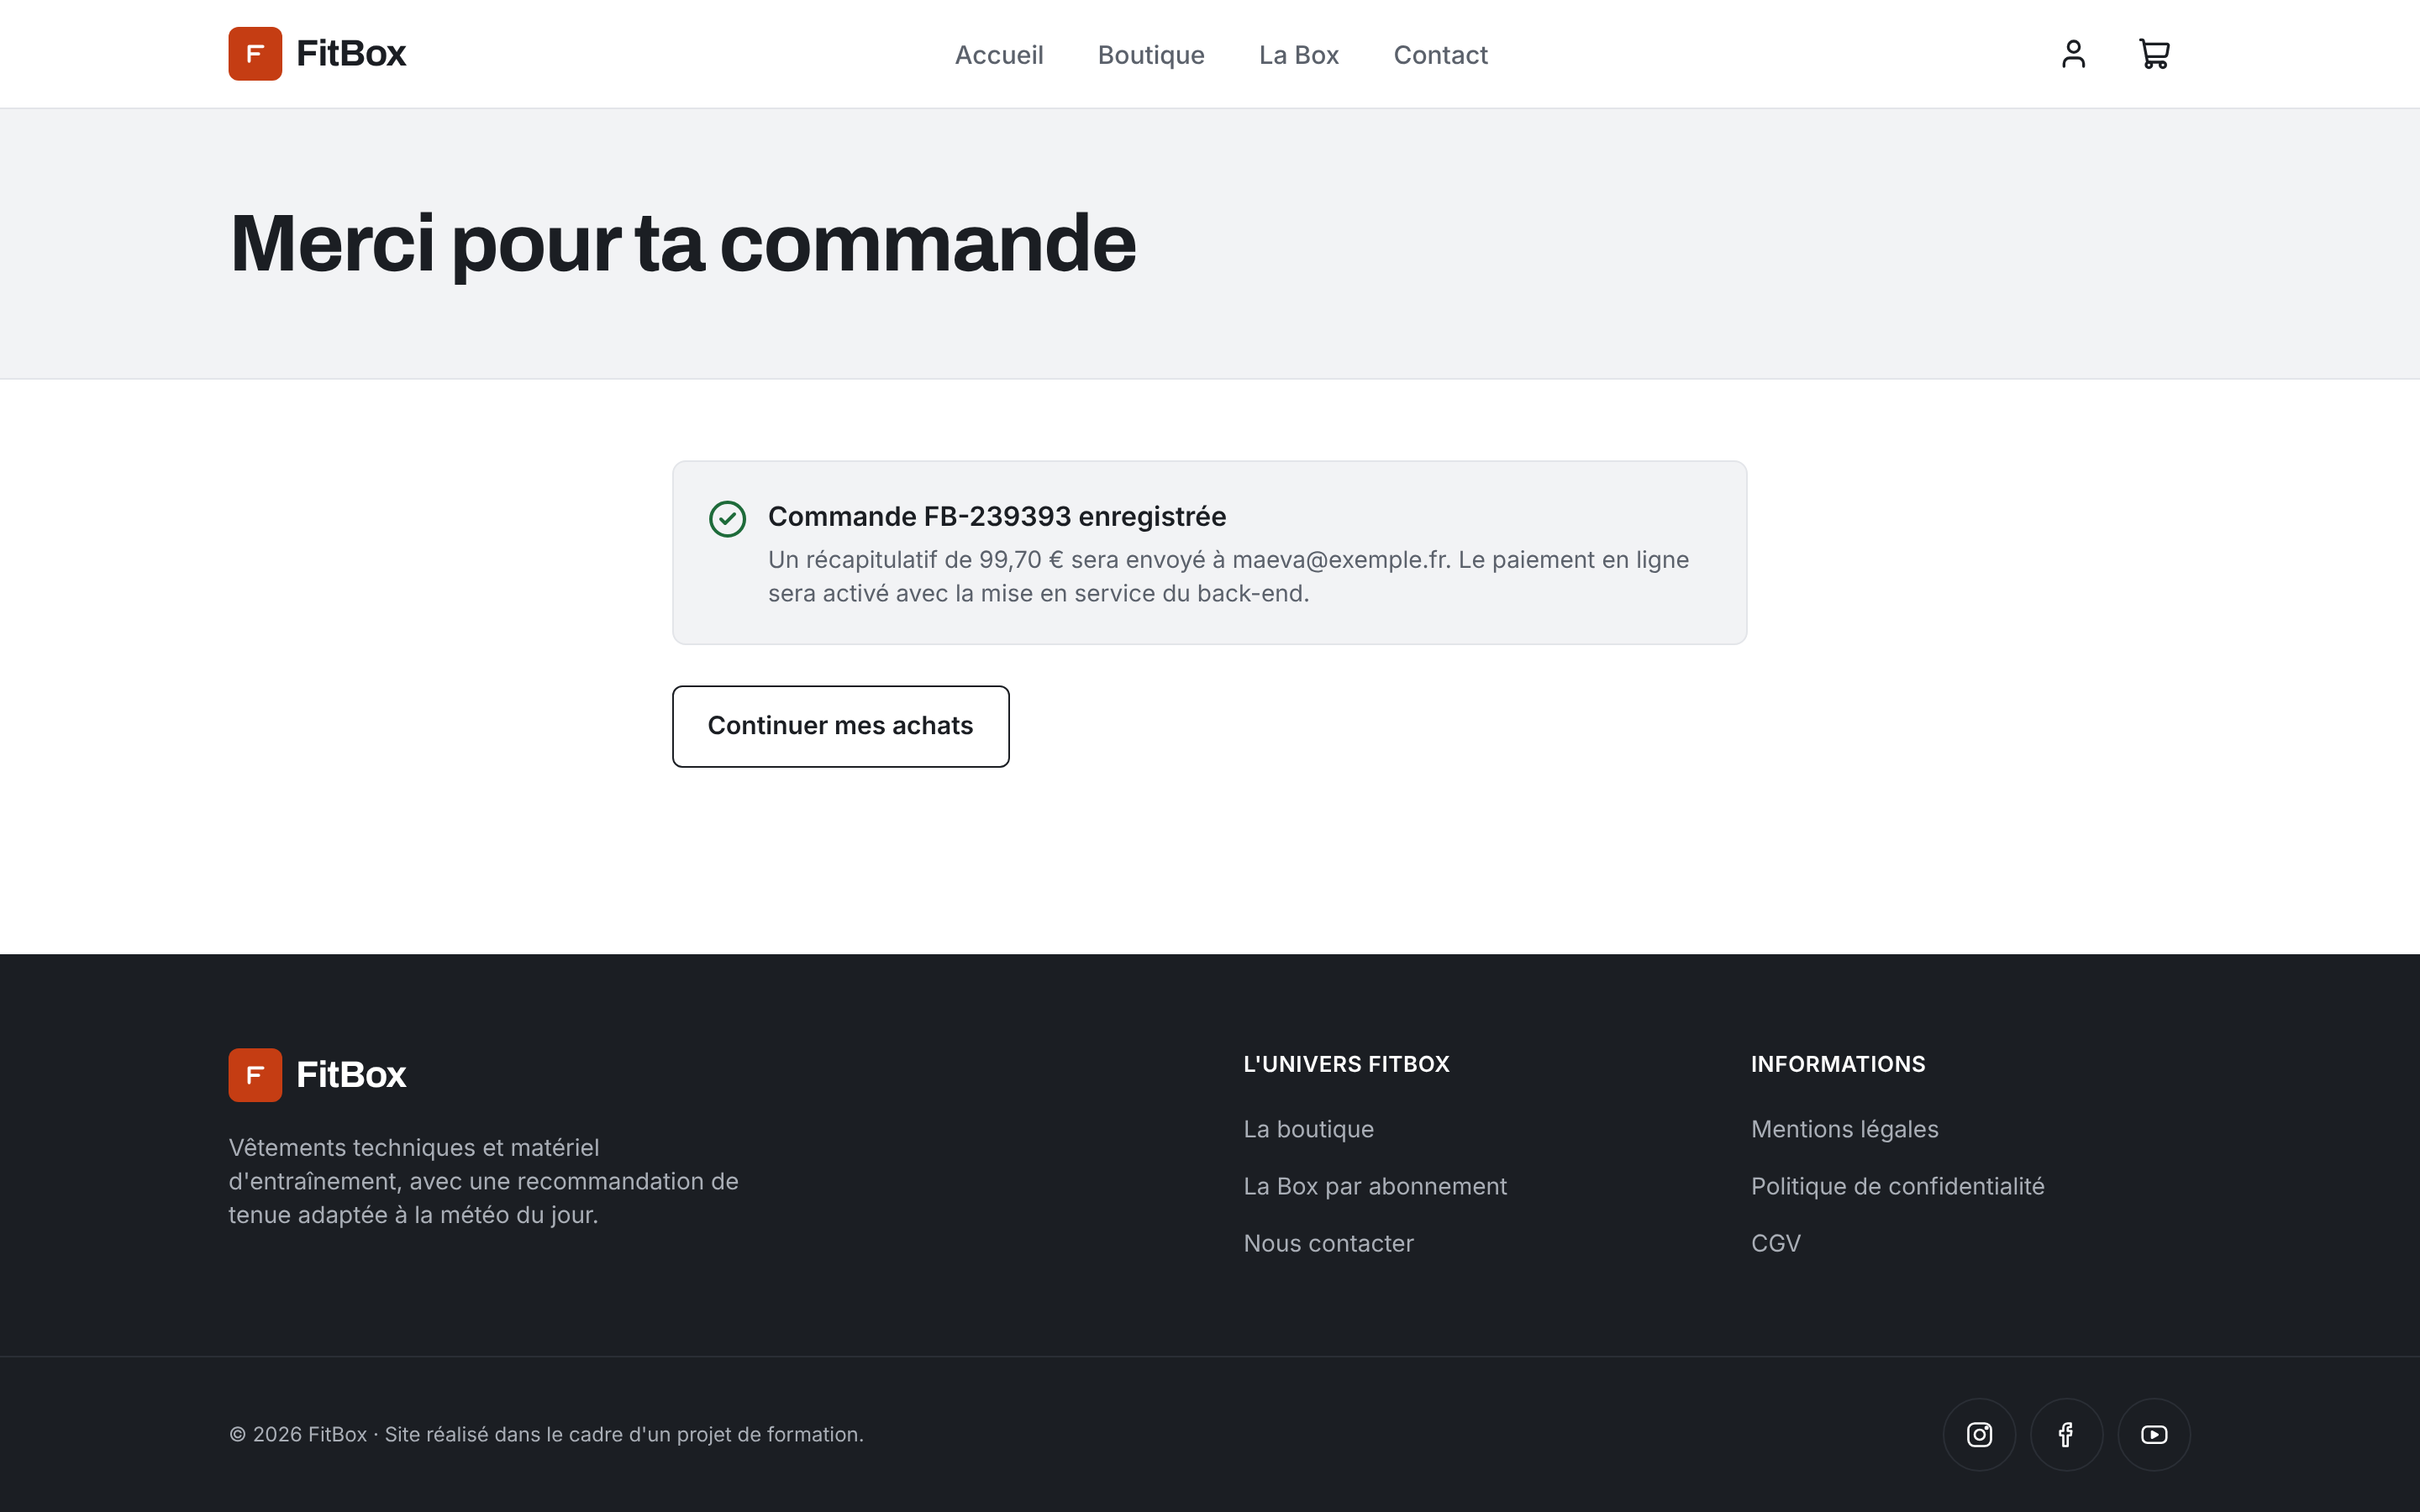 FitBox
Accueil
Boutique
La Box
Contact
Merci pour ta commande
Commande FB-239393 enregistrée
Un récapitulatif de 99,70 € sera envoyé à maeva@exemple.fr. Le paiement en ligne
sera activé avec la mise en service du back-end.
Continuer mes achats
FitBox
Vêtements techniques et matériel
d'entraînement, avec une recommandation de
tenue adaptée à la météo du jour.
L'UNIVERS FITBOX
La boutique
La Box par abonnement
Nous contacter
INFORMATIONS
Mentions légales
Politique de confidentialité
CGV
© 2026 FitBox · Site réalisé dans le cadre d'un projet de formation.